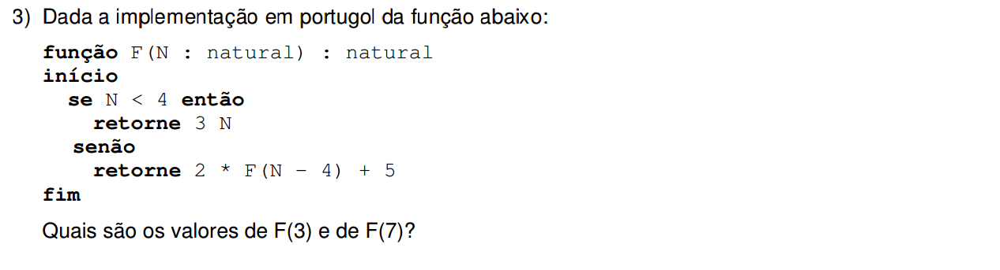 3) Dada a implementação em portugol da função abaixo:
função F(N : natural) : natural
início
se N < 4 então
retorne 3 N
senão
retorne 2 * F(N - 4) + 5
fim
Quais são os valores de F(3) e de F(7)?